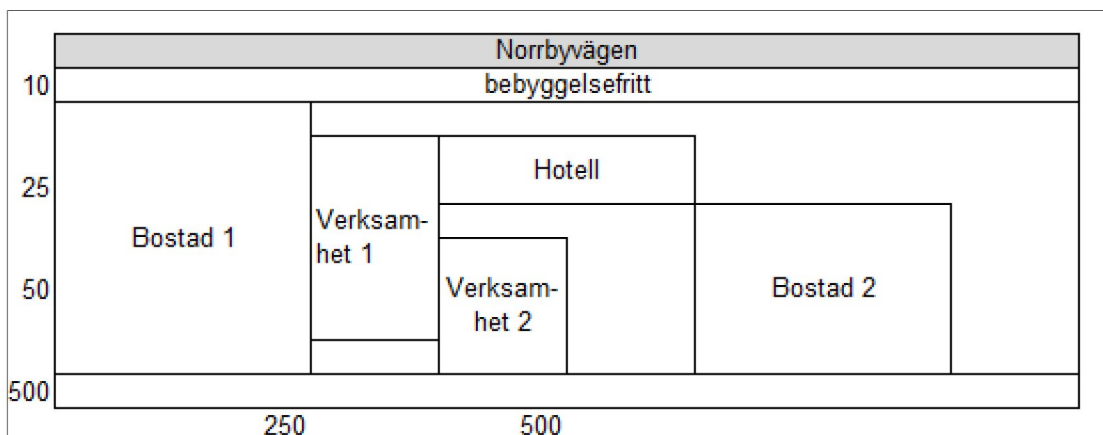 Norrbyvägen
10
bebyggelsefritt
25
Hotell
Bostad 1
Verksam-
het 1
50
Verksam-
het 2
Bostad 2
500
250
500